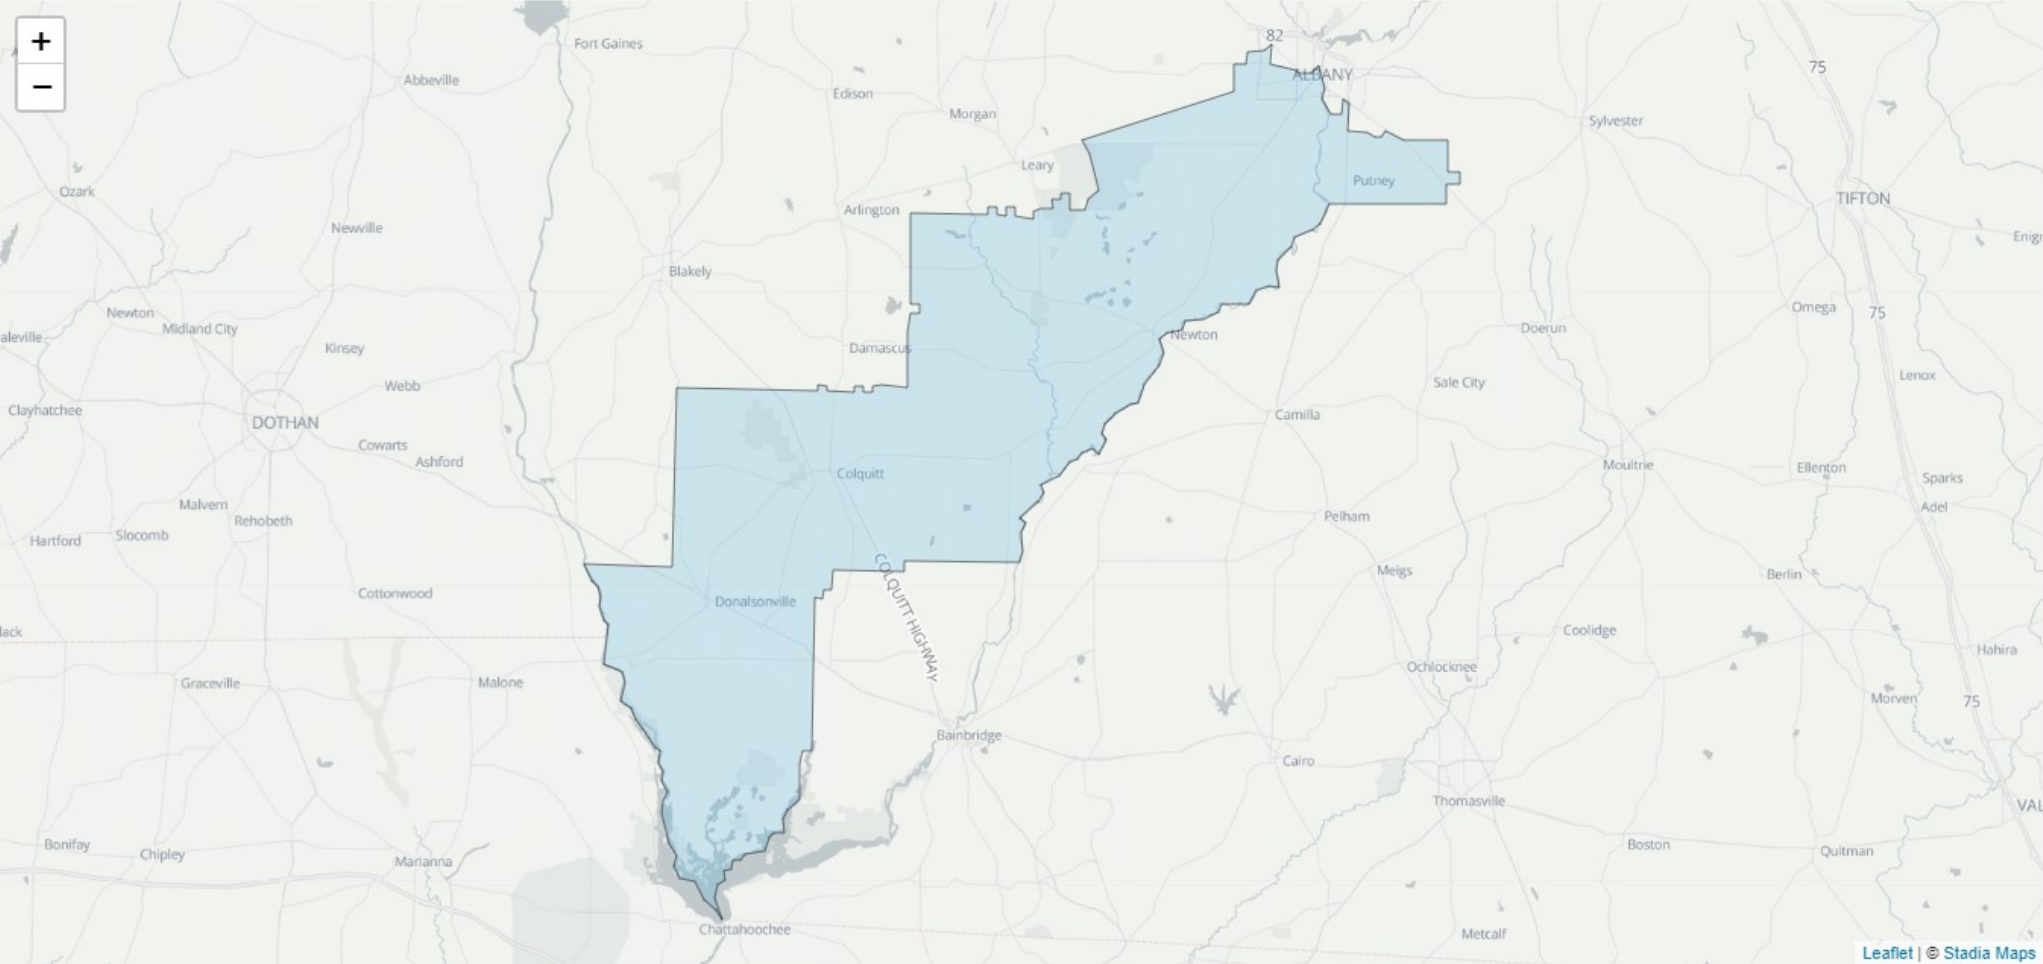 +
−
82
Fort Gaines
ALBANY
75
Abbeville
Edison
Morgan
Sylvester
Leary
Putney
Ozark
TIFTON
Arlington
Newville
Blakely
Newton
Midland City
Omega
75
Doerun
Newton
aleville
Kinsey
Damascus
Webb
Sale City
Lenox
Clayhatchee
DOTHAN
Camilla
Cowarts
Ashford
Colquitt
Moultrie
Ellenton
Sparks
Malvern
Adel
Rehobeth
Pelham
Hartford
Slocomb
COLQUITT HIGHWAY
Meigs
Berlin
Cottonwood
Donalsonville
lack
Coolidge
Hahira
Ochlocknee
Graceville
Malone
Morven
75
Bainbridge
Cairo
Thomasville
VAL
Bonifay
Chipley
Marianna
Boston
Quitman
Chattahoochee
Metcalf
Leaflet | © Stadia Maps